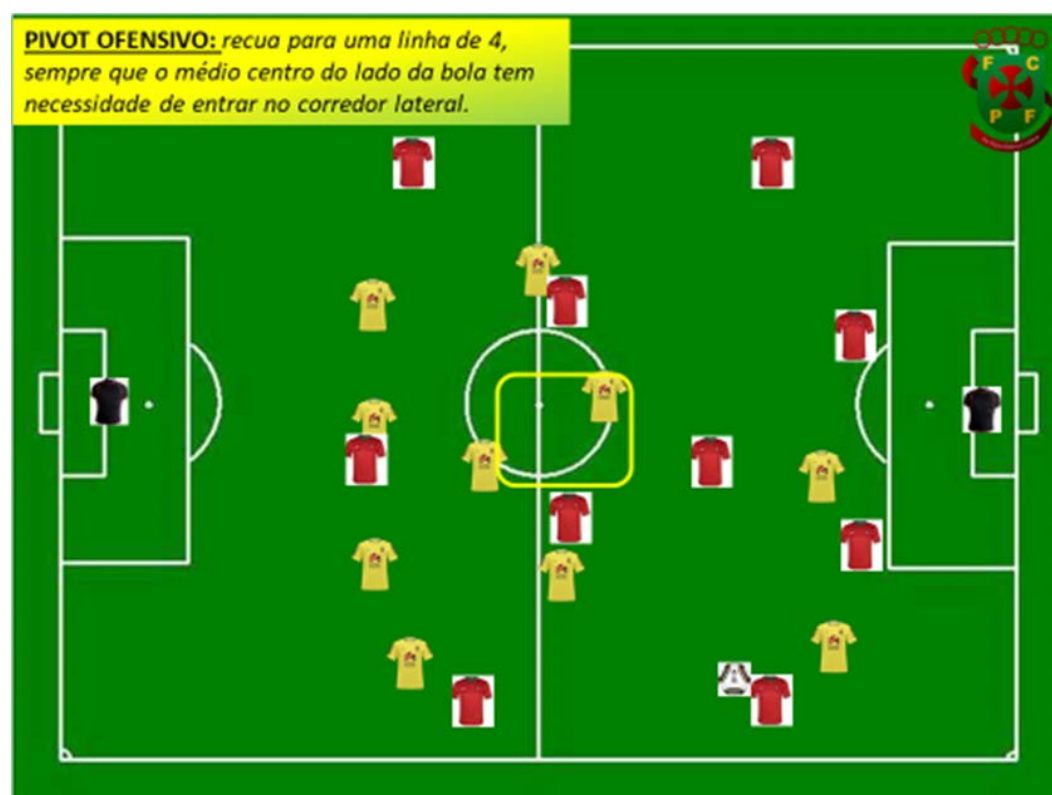 PIVOT OFENSIVO: recua para uma linha de 4,
sempre que o médio centro do lado da bola tem
necessidade de entrar no corredor lateral.
F C
P F